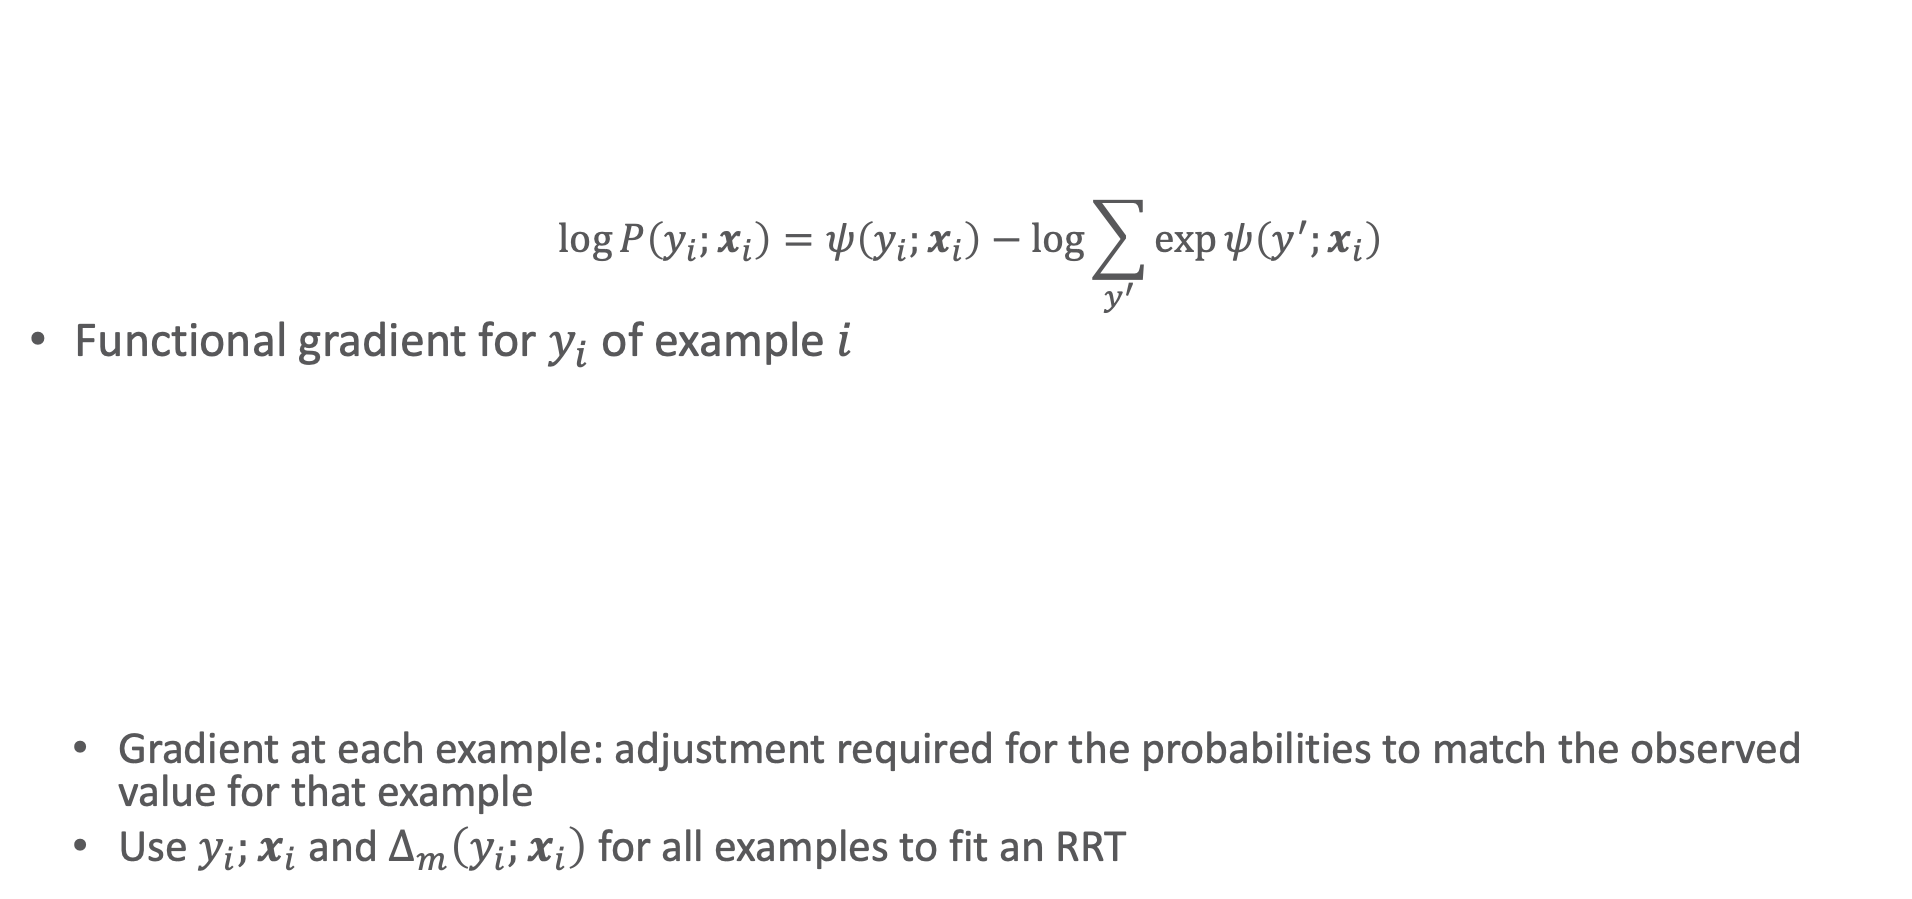 log P(y_i; x_i) = ψ(y_i; x_i) − log ∑_{y′} exp ψ(y′; x_i)
• Functional gradient for y_i of example i
• Gradient at each example: adjustment required for the probabilities to match the observed
value for that example
• Use y_i; x_i and Δ_m(y_i; x_i) for all examples to fit an RRT